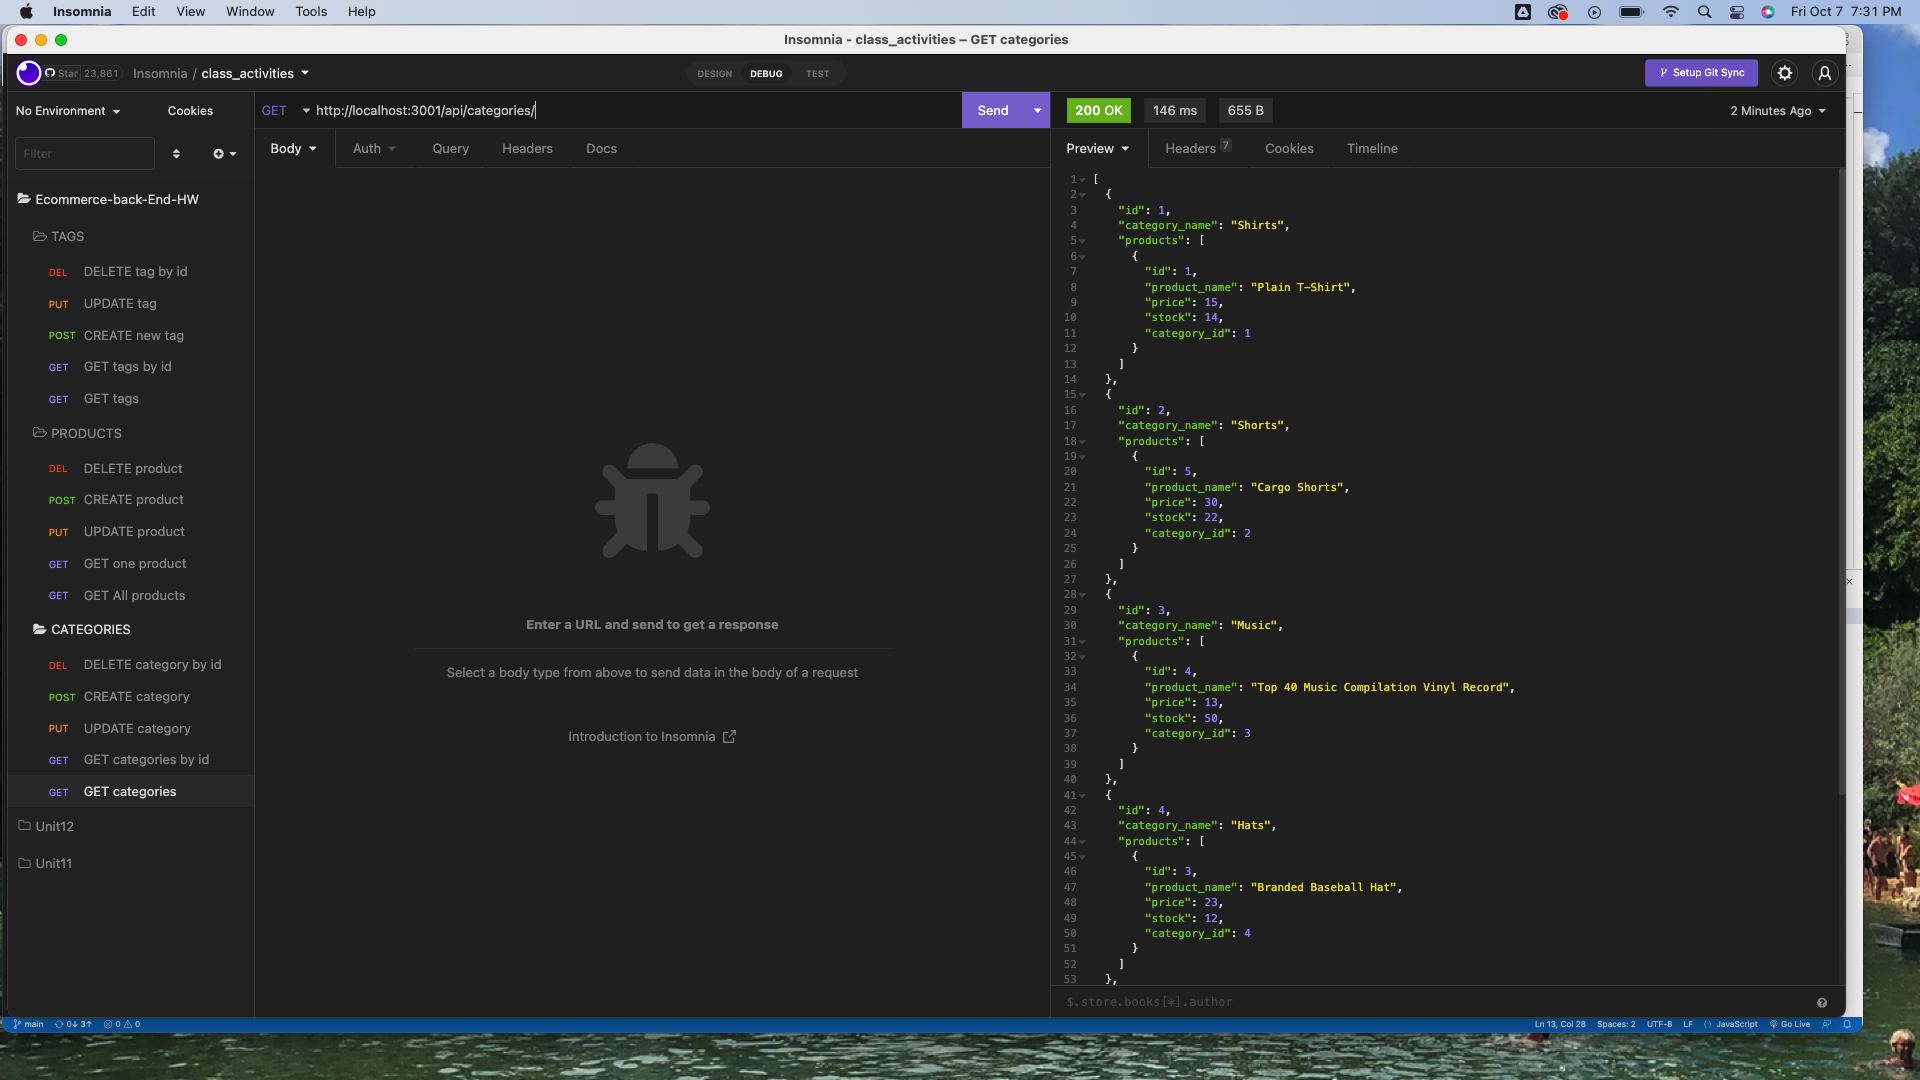 Insomnia Edit View Window Tools Help Fri Oct 7 7:31 PM
Insomnia - class_activities – GET categories
Star 23,861 Insomnia / class_activities DESIGN DEBUG TEST Setup Git Sync
No Environment Cookies GET http://localhost:3001/api/categories/ Send 200 OK 146 ms 655 B 2 Minutes Ago
Filter Body Auth Query Headers Docs Preview Headers 7 Cookies Timeline
Ecommerce-back-End-HW
TAGS
DEL DELETE tag by id
PUT UPDATE tag
POST CREATE new tag
GET GET tags by id
GET GET tags
PRODUCTS
DEL DELETE product
POST CREATE product
PUT UPDATE product
GET GET one product
GET GET All products
CATEGORIES
DEL DELETE category by id
POST CREATE category
PUT UPDATE category
GET GET categories by id
GET GET categories
Unit12
Unit11
Enter a URL and send to get a response
Select a body type from above to send data in the body of a request
Introduction to Insomnia
1 [
2 {
3 "id": 1,
4 "category_name": "Shirts",
5 "products": [
6 {
7 "id": 1,
8 "product_name": "Plain T-Shirt",
9 "price": 15,
10 "stock": 14,
11 "category_id": 1
12 }
13 ]
14 },
15 {
16 "id": 2,
17 "category_name": "Shorts",
18 "products": [
19 {
20 "id": 5,
21 "product_name": "Cargo Shorts",
22 "price": 30,
23 "stock": 22,
24 "category_id": 2
25 }
26 ]
27 },
28 {
29 "id": 3,
30 "category_name": "Music",
31 "products": [
32 {
33 "id": 4,
34 "product_name": "Top 40 Music Compilation Vinyl Record",
35 "price": 13,
36 "stock": 50,
37 "category_id": 3
38 }
39 ]
40 },
41 {
42 "id": 4,
43 "category_name": "Hats",
44 "products": [
45 {
46 "id": 3,
47 "product_name": "Branded Baseball Hat",
48 "price": 23,
49 "stock": 12,
50 "category_id": 4
51 }
52 ]
53 },
$.store.books[*].author
main 0↓ 3↑ 0 0 Ln 13, Col 28 Spaces: 2 UTF-8 LF {} JavaScript Go Live